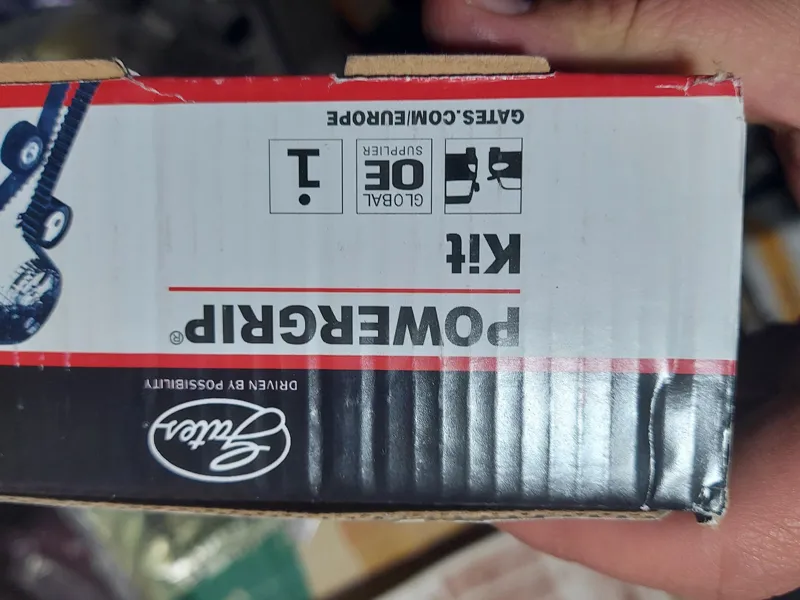 Gates
DRIVEN BY POSSIBILITY
POWERGRIP®
Kit
GLOBAL
OE
SUPPLIER
i
GATES.COM/EUROPE